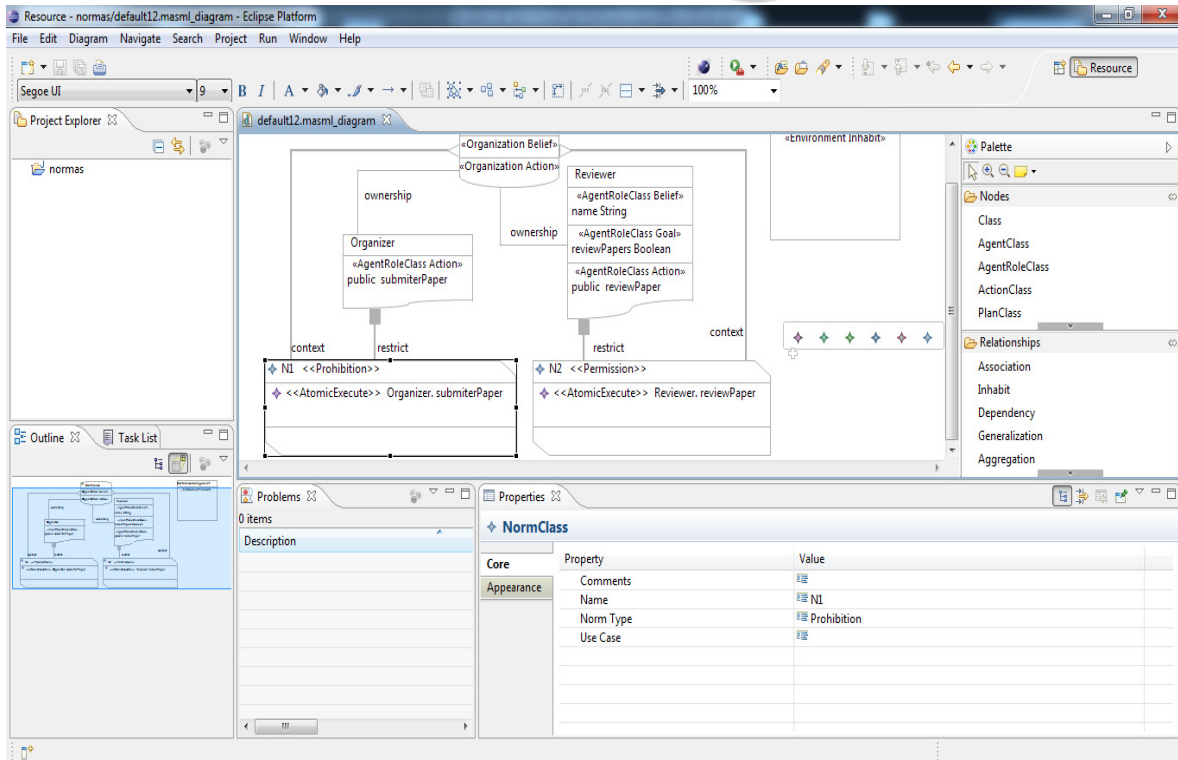 Resource - normas/default12.masml_diagram - Eclipse Platform
File Edit Diagram Navigate Search Project Run Window Help
Resource
Segoe UI 9 B I A 100%
Project Explorer
normas
default12.masml_diagram
«Organization Belief»
«Organization Action»
«Environment Inhabit»
ownership
ownership
Reviewer
«AgentRoleClass Belief»
name String
«AgentRoleClass Goal»
reviewPapers Boolean
«AgentRoleClass Action»
public reviewPaper
Organizer
«AgentRoleClass Action»
public submiterPaper
context
restrict
restrict
context
N1 <<Prohibition>>
<<AtomicExecute>> Organizer. submiterPaper
N2 <<Permission>>
<<AtomicExecute>> Reviewer. reviewPaper
Palette
Nodes
Class
AgentClass
AgentRoleClass
ActionClass
PlanClass
Relationships
Association
Inhabit
Dependency
Generalization
Aggregation
Outline Task List
Problems
0 items
Description
Properties
NormClass
Core
Appearance
Property Value
Comments
Name N1
Norm Type Prohibition
Use Case